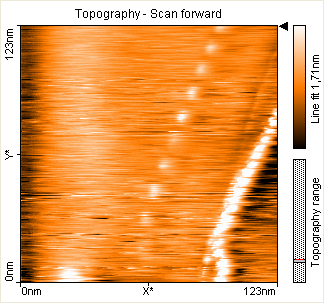 Topography - Scan forward
123nm
Y*
0nm
0nm X* 123nm
Line fit 1,71nm
Topography range